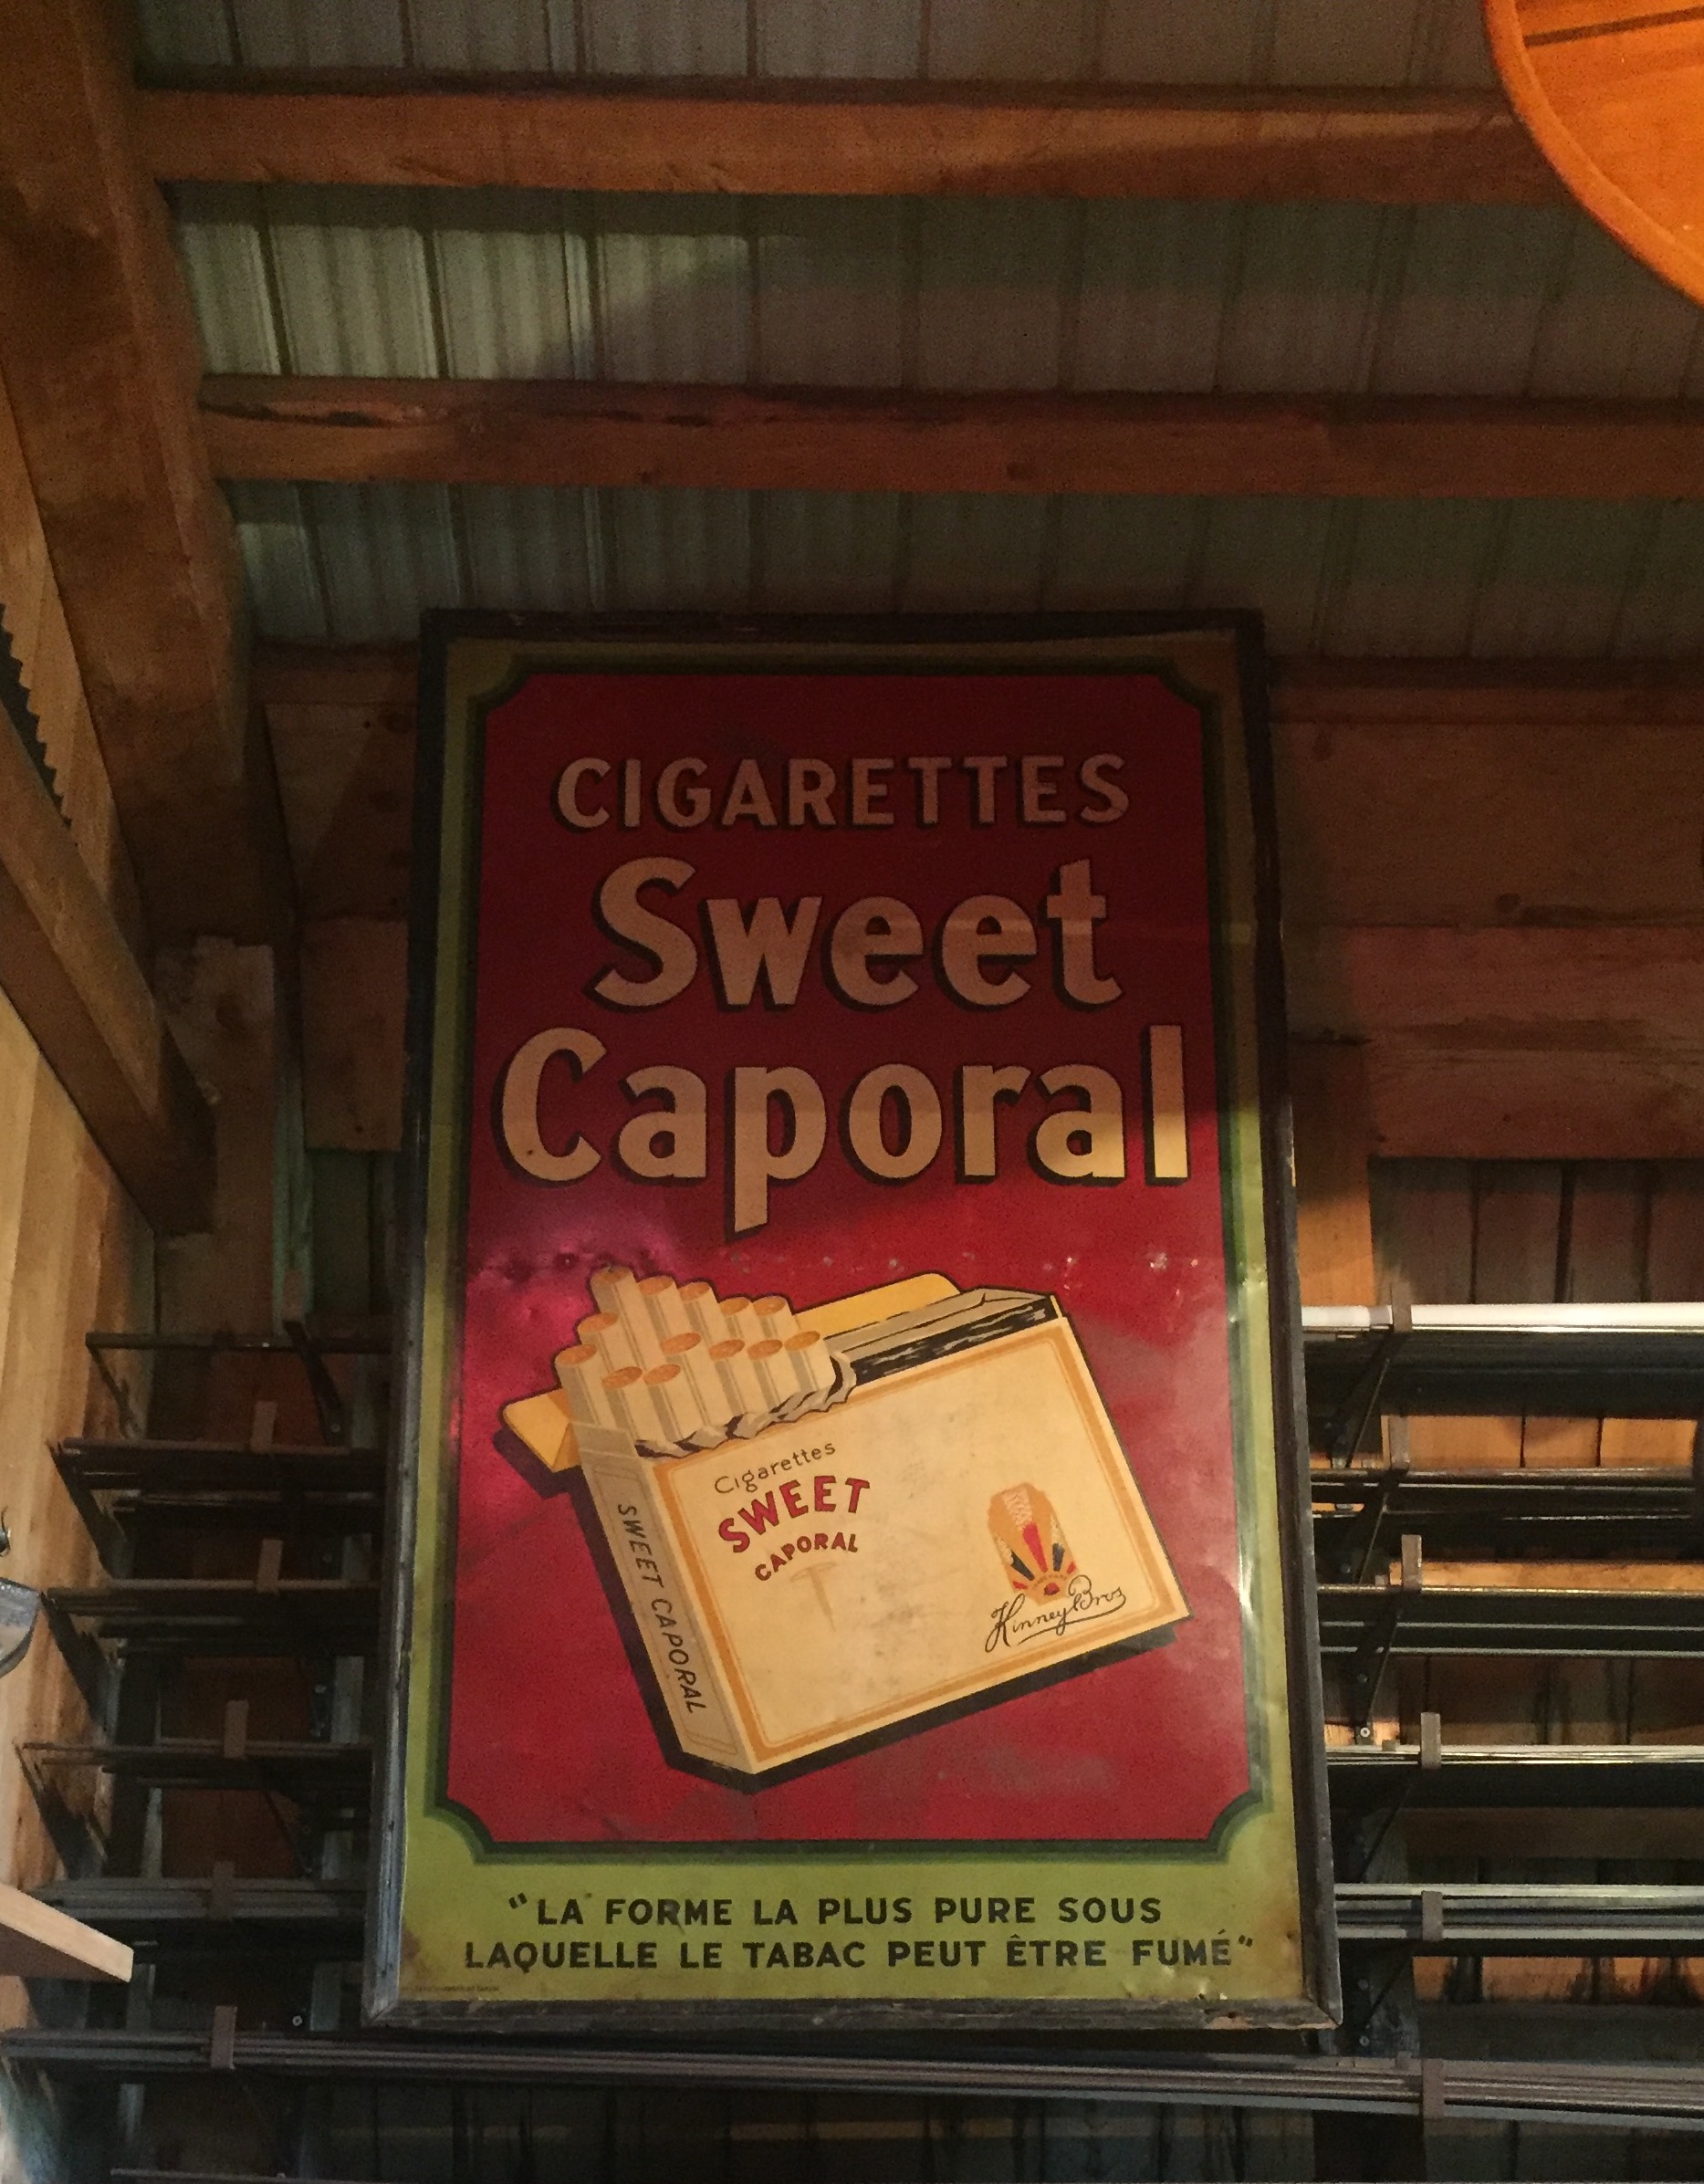 CIGARETTES
Sweet
Caporal
Cigarettes
SWEET
CAPORAL
SWEET CAPORAL
Kinney Bros
"LA FORME LA PLUS PURE SOUS
LAQUELLE LE TABAC PEUT ÊTRE FUMÉ"